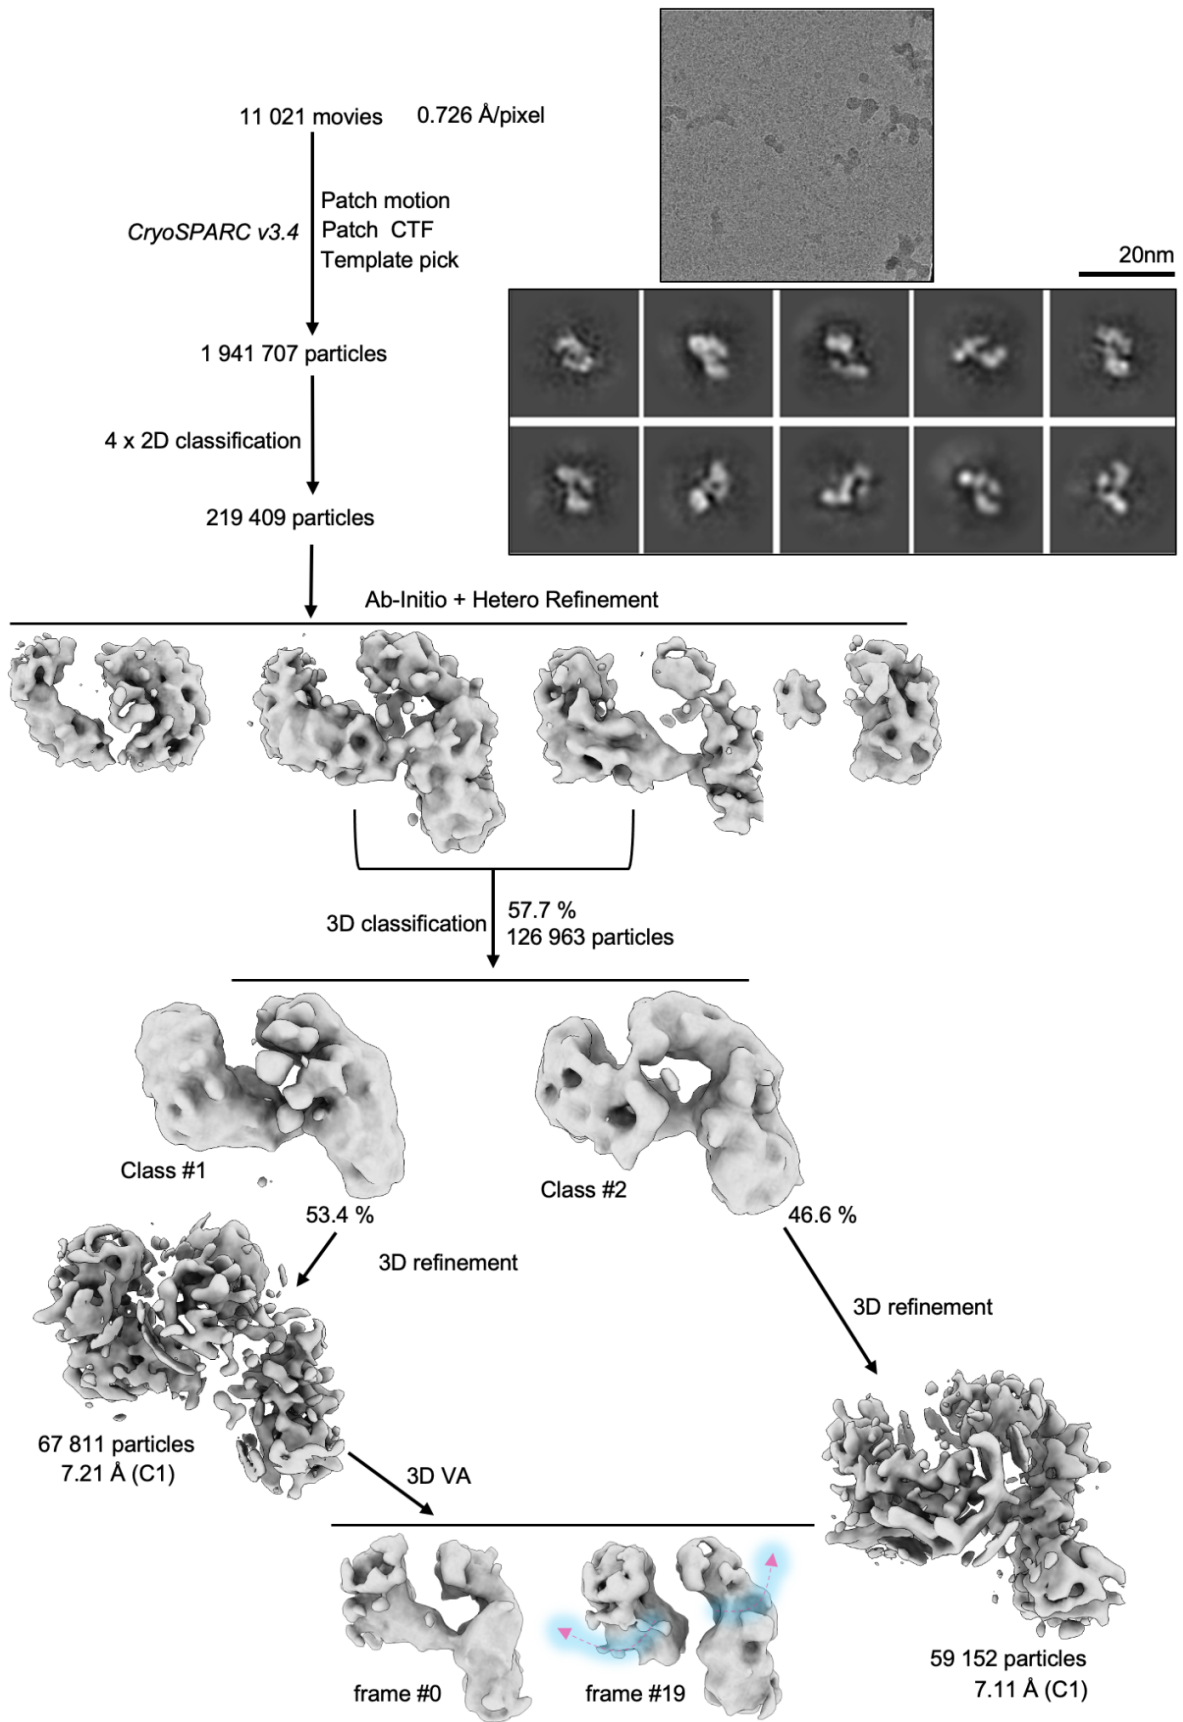 11 021 movies 0.726 Å/pixel
Patch motion
CryoSPARC v3.4 Patch CTF
Template pick
20nm
1 941 707 particles
4 x 2D classification
219 409 particles
Ab-Initio + Hetero Refinement
57.7 %
3D classification
126 963 particles
Class #1
Class #2
53.4 %
46.6 %
3D refinement
3D refinement
67 811 particles
7.21 Å (C1)
3D VA
59 152 particles
7.11 Å (C1)
frame #0
frame #19